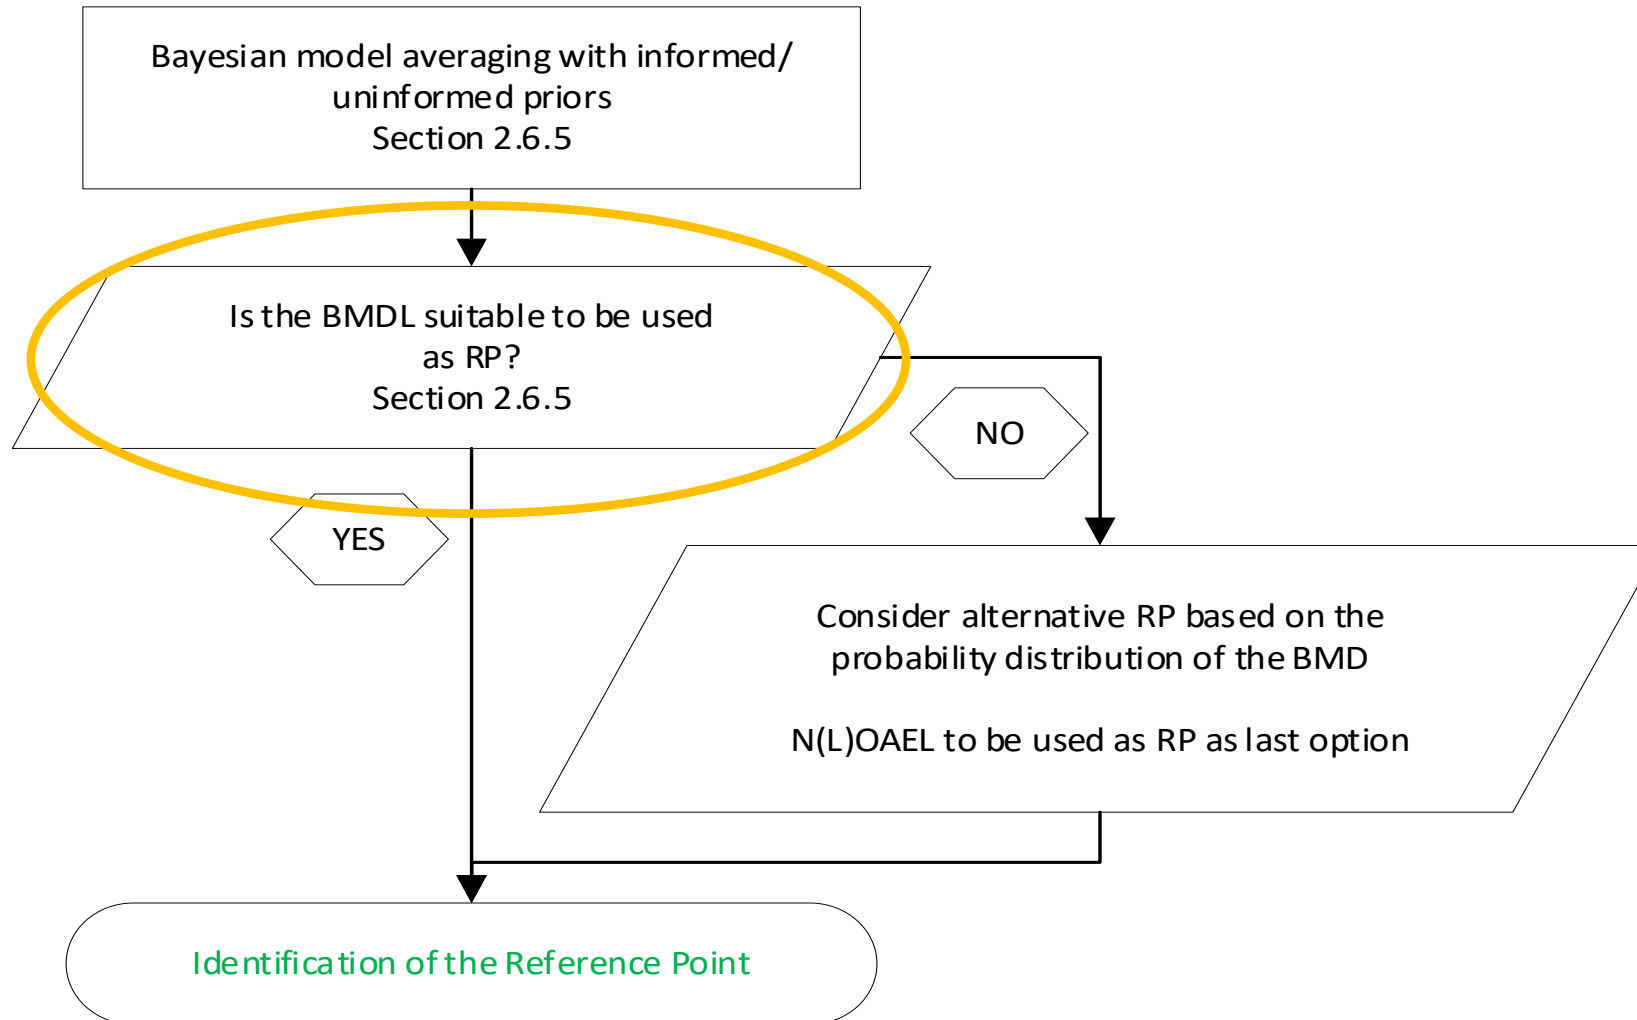 Bayesian model averaging with informed/
uninformed priors
Section 2.6.5
Is the BMDL suitable to be used
as RP?
Section 2.6.5
NO
YES
Consider alternative RP based on the
probability distribution of the BMD
N(L)OAEL to be used as RP as last option
Identification of the Reference Point